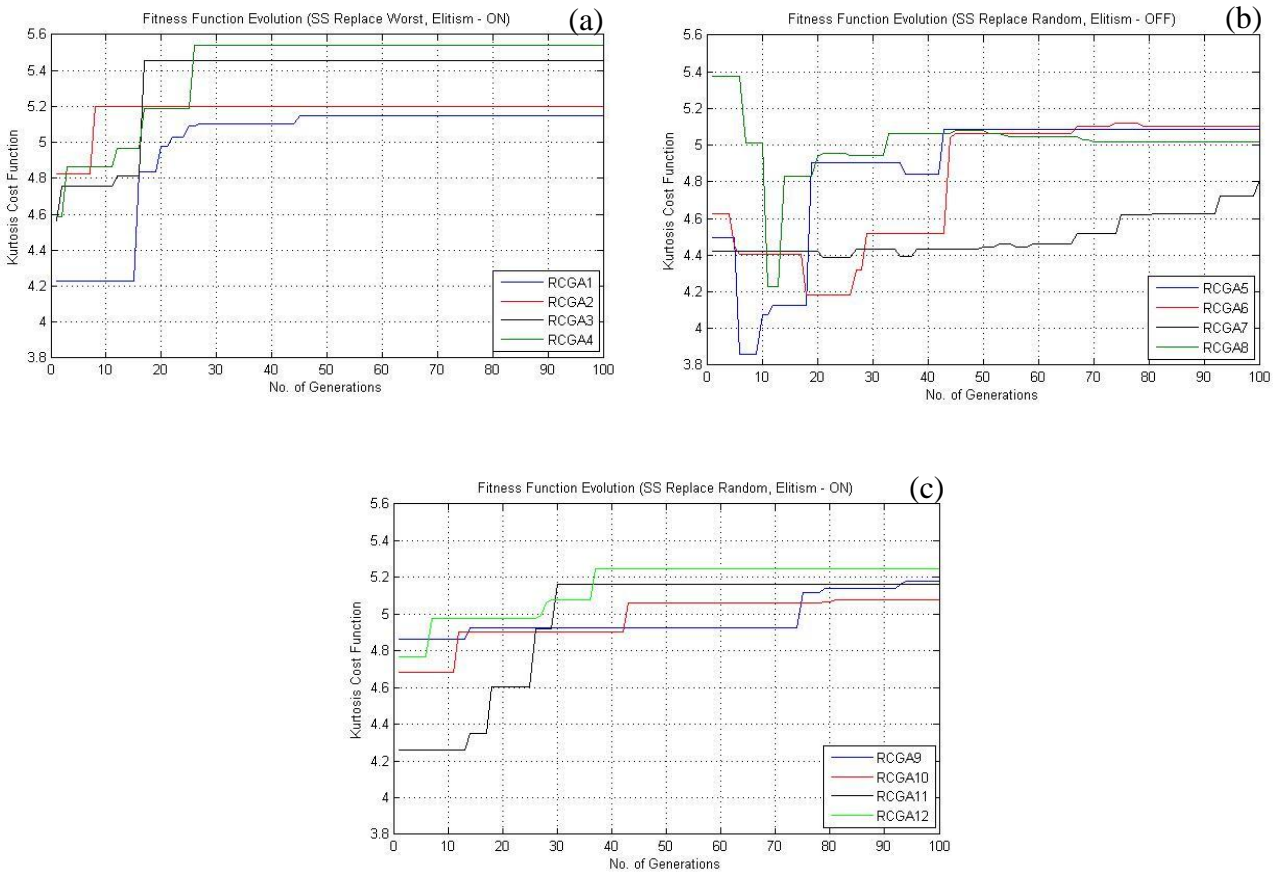 Fitness Function Evolution (SS Replace Worst, Elitism - ON)
(a)
5.6
5.4
5.2
5
4.8
4.6
4.4
4.2
4
3.8
Kurtosis Cost Function
0 10 20 30 40 50 60 70 80 90 100
No. of Generations
RCGA1
RCGA2
RCGA3
RCGA4
Fitness Function Evolution (SS Replace Random, Elitism - OFF)
(b)
5.6
5.4
5.2
5
4.8
4.6
4.4
4.2
4
3.8
Kurtosis Cost Function
0 10 20 30 40 50 60 70 80 90 100
No. of Generations
RCGA5
RCGA6
RCGA7
RCGA8
Fitness Function Evolution (SS Replace Random, Elitism - ON)
(c)
5.6
5.4
5.2
5
4.8
4.6
4.4
4.2
4
3.8
Kurtosis Cost Function
0 10 20 30 40 50 60 70 80 90 100
No. of Generations
RCGA9
RCGA10
RCGA11
RCGA12